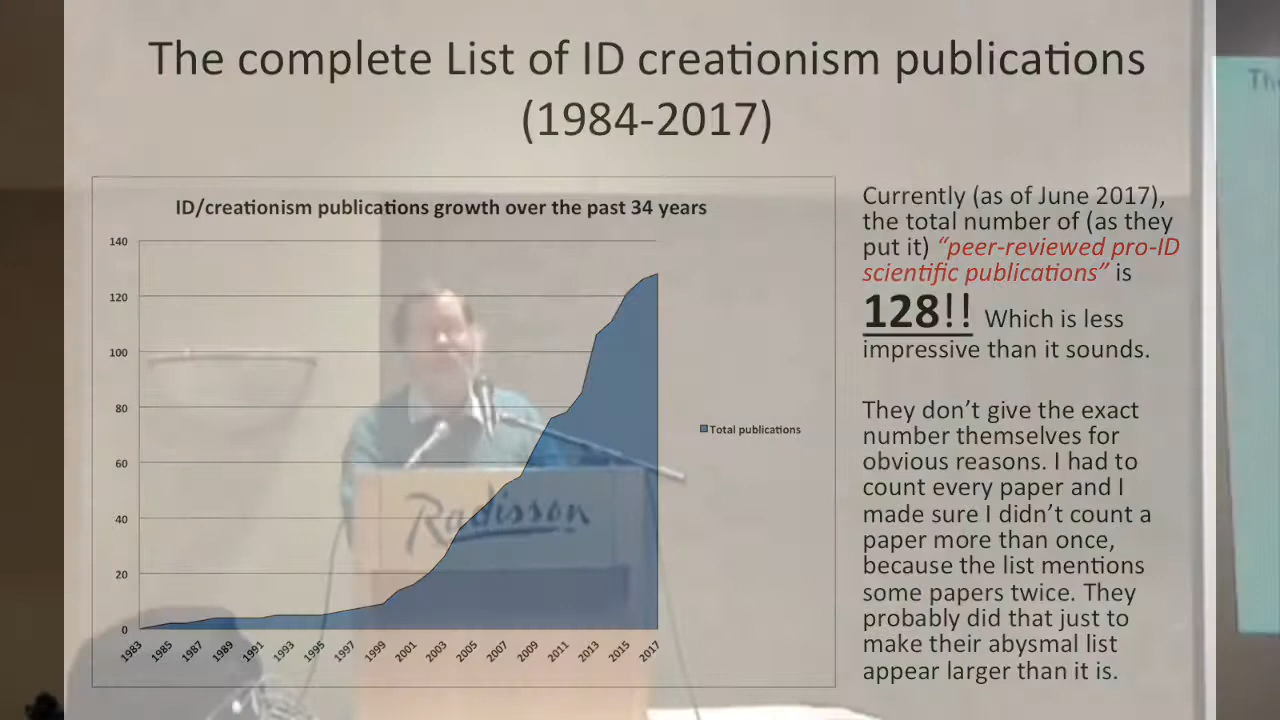 The complete List of ID creationism publications
(1984-2017)
ID/creationism publications growth over the past 34 years
140
120
100
80
60
40
20
0
1983
1985
1987
1989
1991
1993
1995
1997
1999
2001
2003
2005
2007
2009
2011
2013
2015
2017
Total publications
Currently (as of June 2017),
the total number of (as they
put it) “peer-reviewed pro-ID
scientific publications” is
128!! Which is less
impressive than it sounds.
They don’t give the exact
number themselves for
obvious reasons. I had to
count every paper and I
made sure I didn’t count a
paper more than once,
because the list mentions
some papers twice. They
probably did that just to
make their abysmal list
appear larger than it is.
Radisson